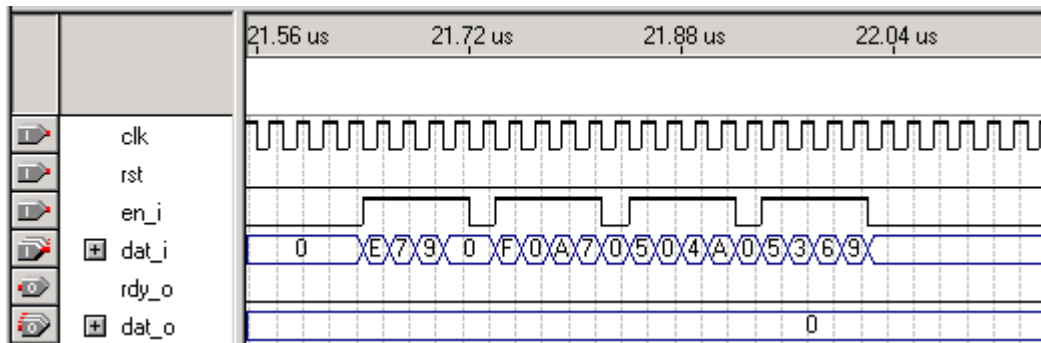 21.56 us 21.72 us 21.88 us 22.04 us
clk
rst
en_i
dat_i 0 E 7 9 0 F 0 A 7 0 5 0 4 A 0 5 3 6 9
rdy_o
dat_o 0